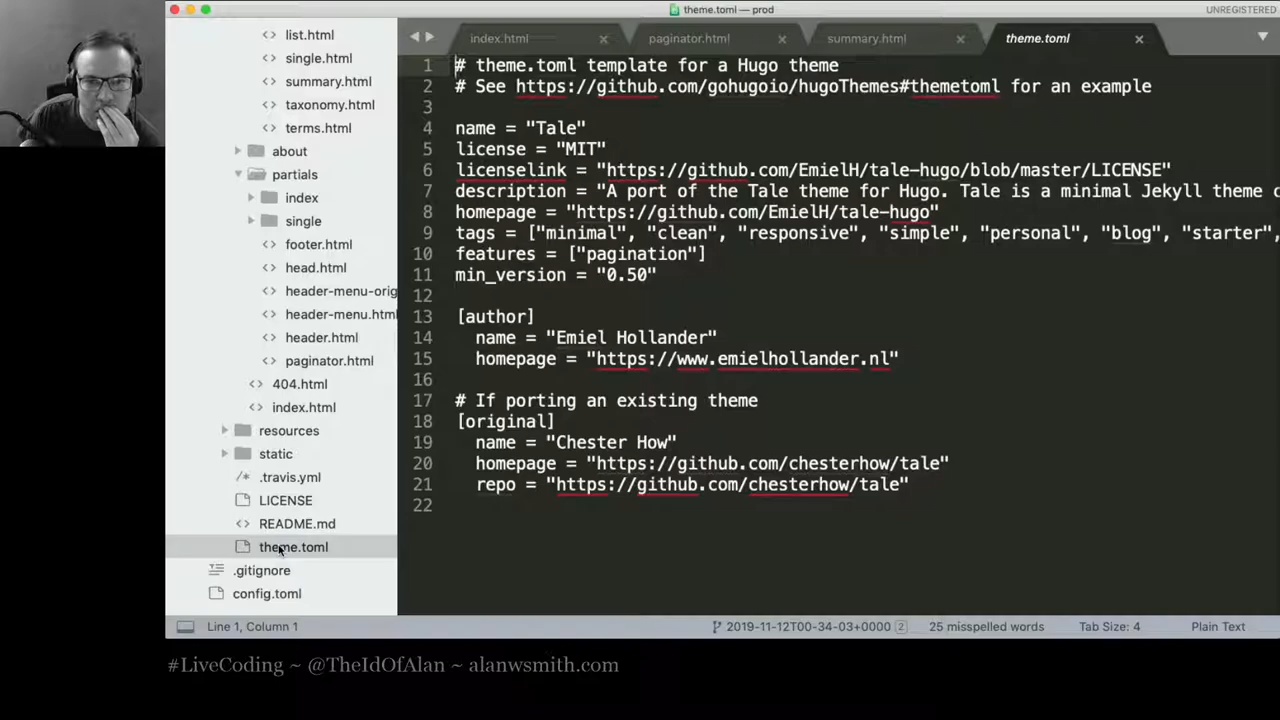 theme.toml — prod
UNREGISTERED
list.html
single.html
summary.html
taxonomy.html
terms.html
about
partials
index
single
footer.html
head.html
header-menu-orig
header-menu.html
header.html
paginator.html
404.html
index.html
resources
static
.travis.yml
LICENSE
README.md
theme.toml
.gitignore
config.toml
index.html
paginator.html
summary.html
theme.toml
1 # theme.toml template for a Hugo theme
2 # See https://github.com/gohugoio/hugoThemes#themetoml for an example
3
4 name = "Tale"
5 license = "MIT"
6 licenselink = "https://github.com/EmielH/tale-hugo/blob/master/LICENSE"
7 description = "A port of the Tale theme for Hugo. Tale is a minimal Jekyll theme c
8 homepage = "https://github.com/EmielH/tale-hugo"
9 tags = ["minimal", "clean", "responsive", "simple", "personal", "blog", "starter",
10 features = ["pagination"]
11 min_version = "0.50"
12
13 [author]
14 name = "Emiel Hollander"
15 homepage = "https://www.emielhollander.nl"
16
17 # If porting an existing theme
18 [original]
19 name = "Chester How"
20 homepage = "https://github.com/chesterhow/tale"
21 repo = "https://github.com/chesterhow/tale"
22
Line 1, Column 1
2019-11-12T00-34-03+0000 2
25 misspelled words
Tab Size: 4
Plain Text
#LiveCoding ~ @TheIdOfAlan ~ alanwsmith.com